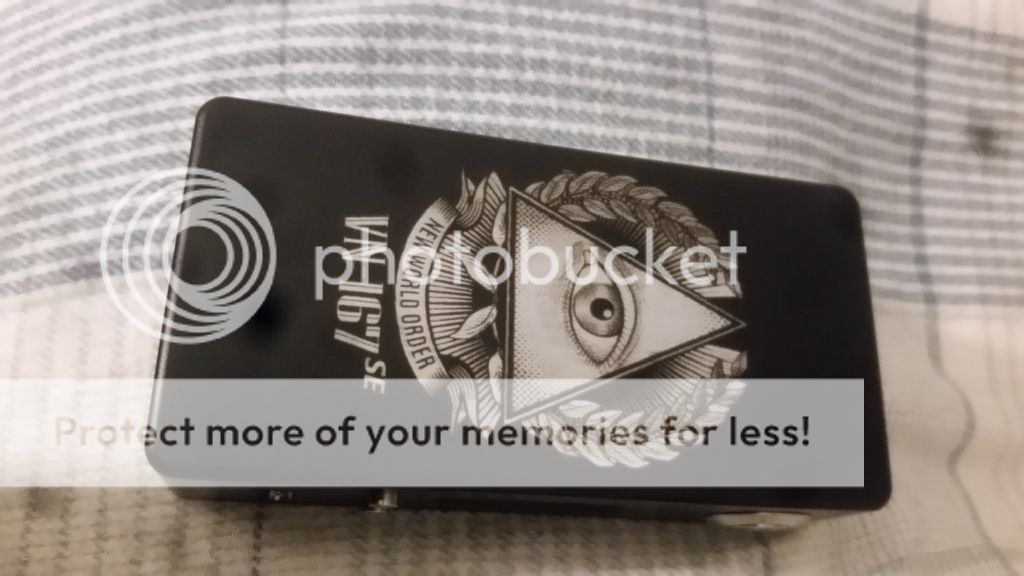 NEW WORLD ORDER
SE
photobucket
Protect more of your memories for less!